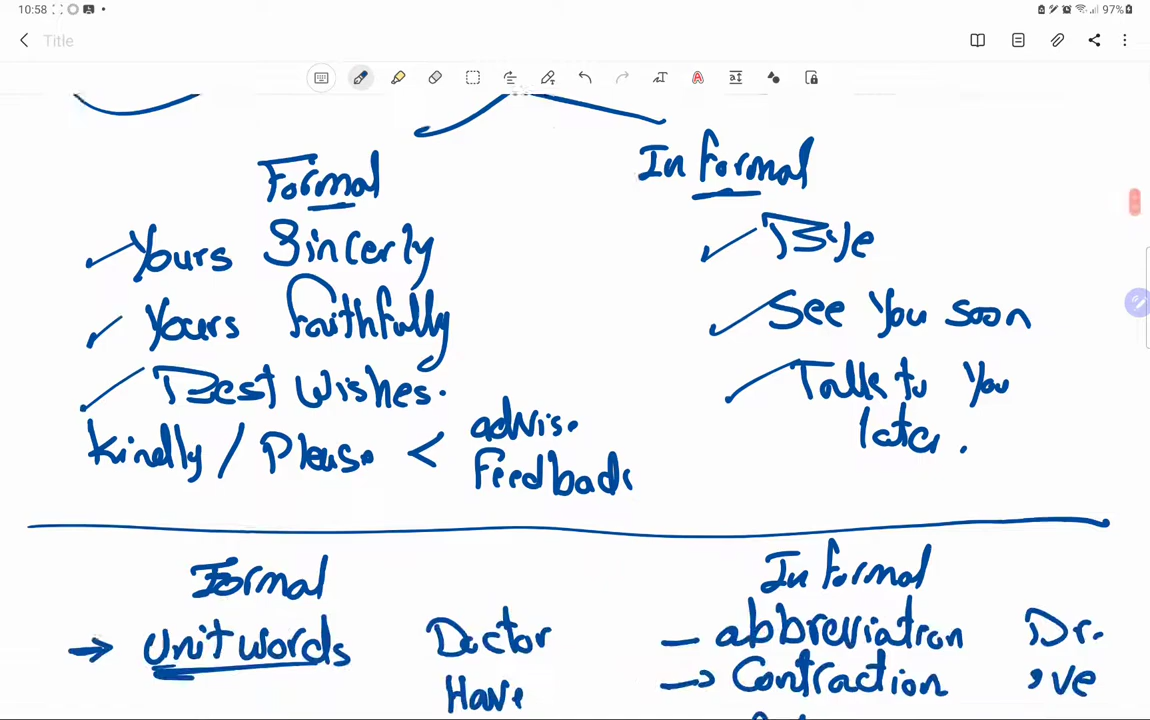 10:58 97%
Title
Formal Informal
Yours Sincerly Bye
Yours faithfully See You soon
Best Wishes. Talk to You
later.
Kindly / Please < advise
Feedback
Formal Informal
→ Unit words Doctor — abbreviation Dr.
Have → Contraction 've